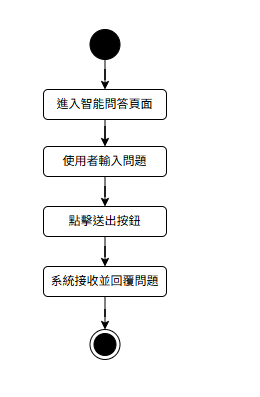 進入智能問答頁面
使用者輸入問題
點擊送出按鈕
系統接收並回覆問題